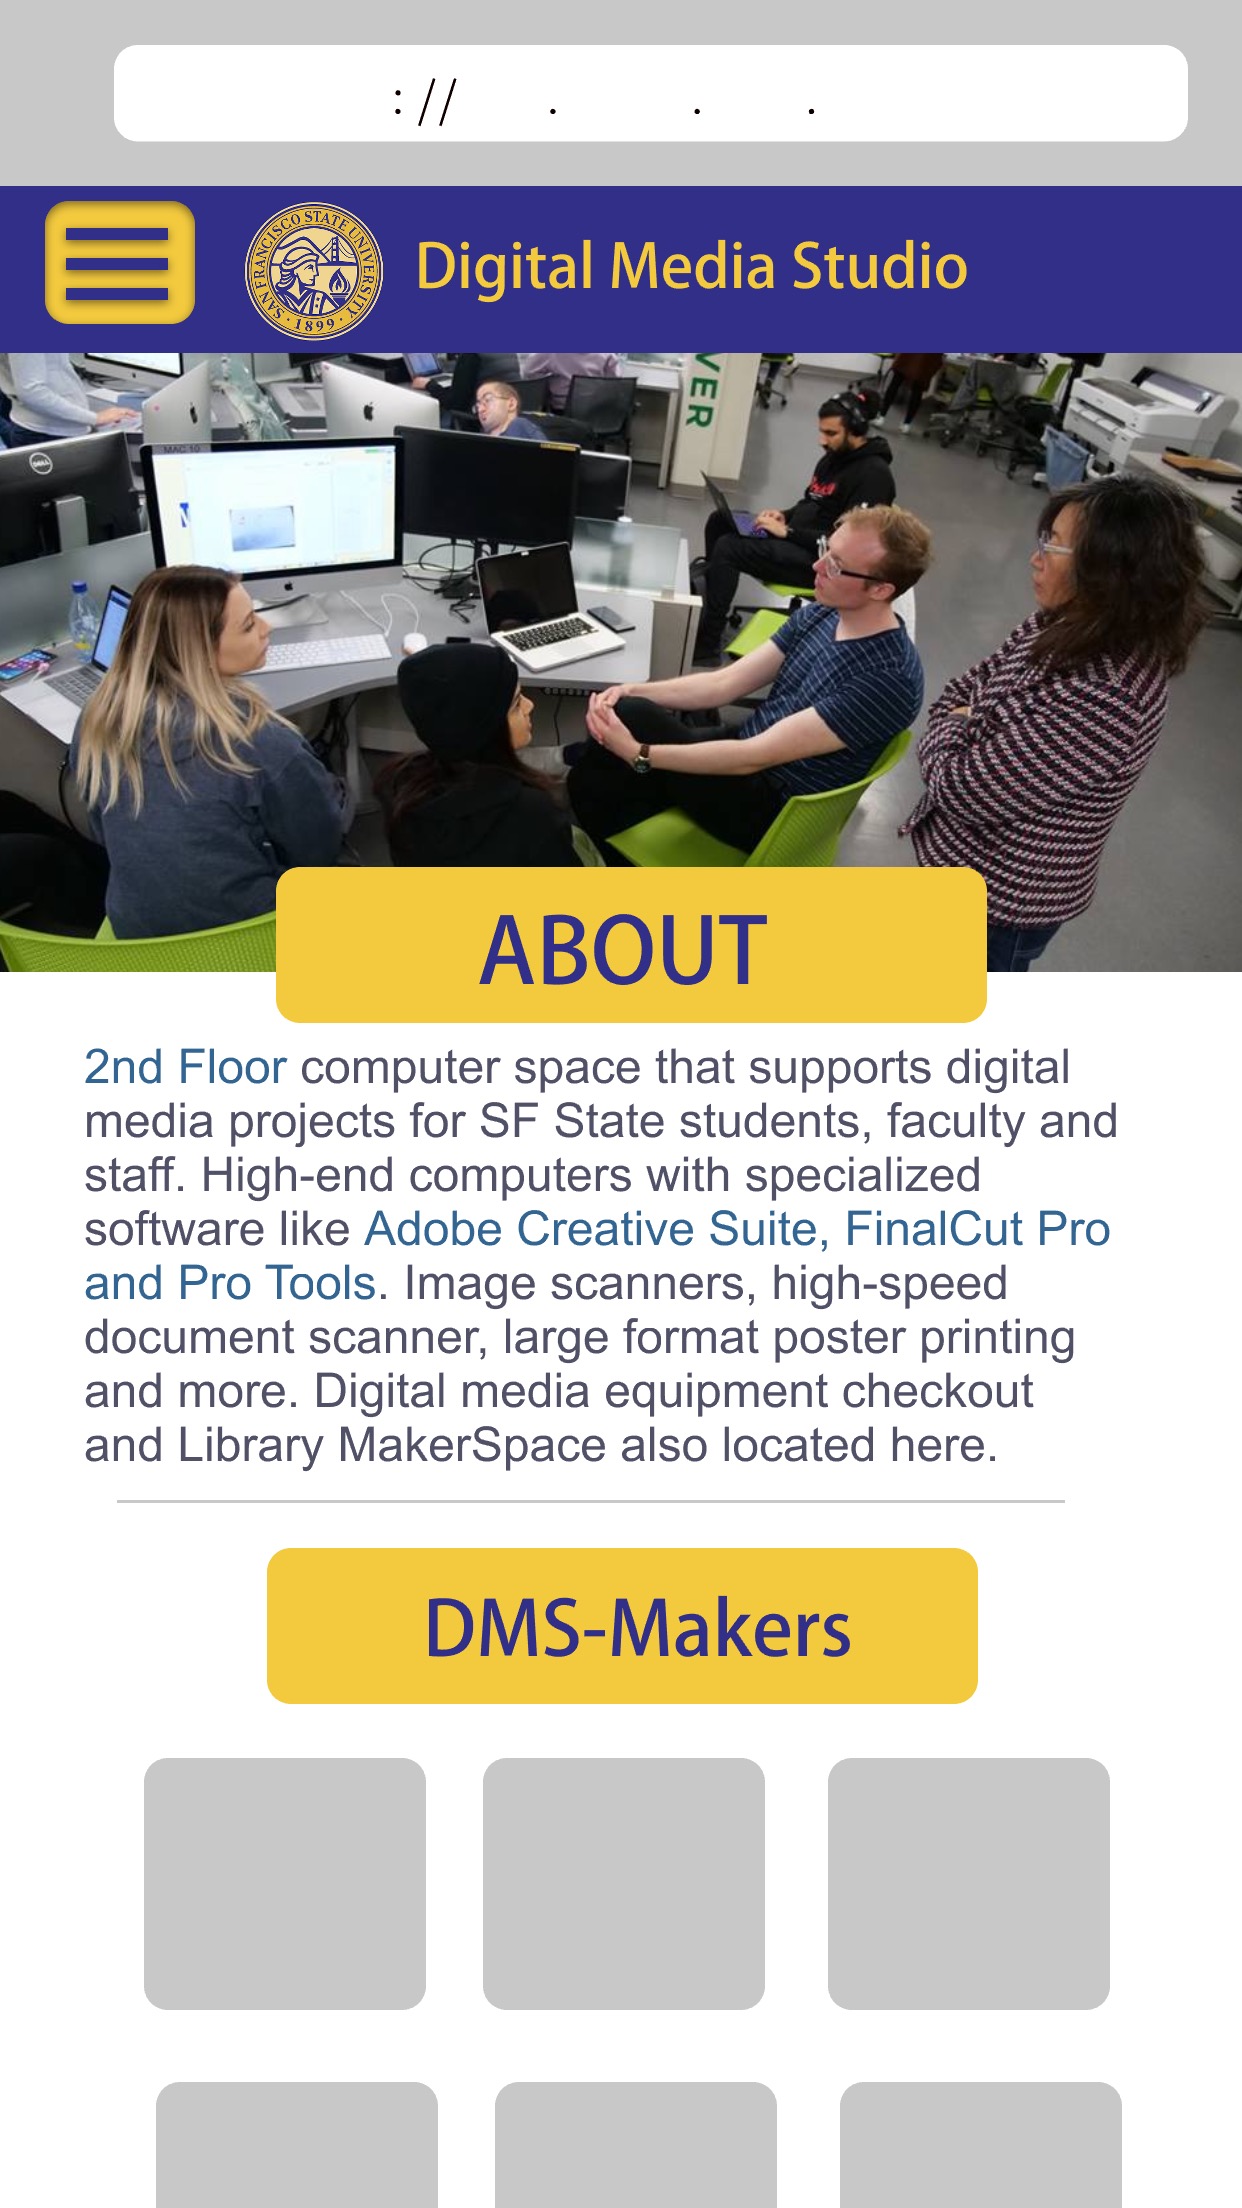 :// . . .
SAN FRANCISCO STATE UNIVERSITY
· 1899 ·
Digital Media Studio
VER
DELL
MAC 10
ABOUT
2nd Floor computer space that supports digital
media projects for SF State students, faculty and
staff. High-end computers with specialized
software like Adobe Creative Suite, FinalCut Pro
and Pro Tools. Image scanners, high-speed
document scanner, large format poster printing
and more. Digital media equipment checkout
and Library MakerSpace also located here.
DMS-Makers